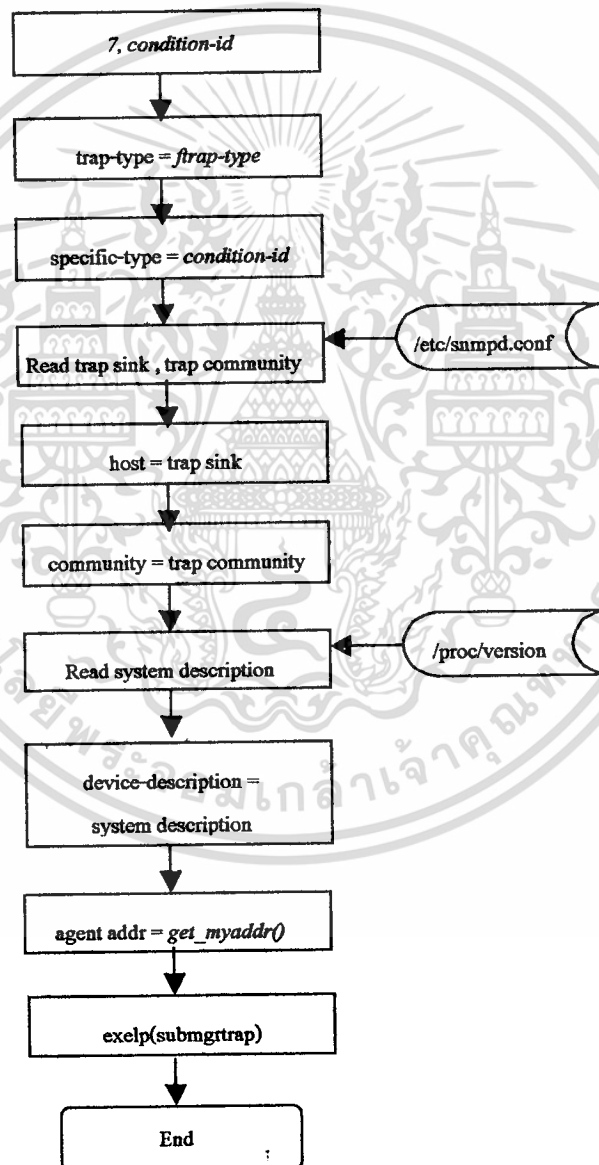 7, condition-id
trap-type = ftrap-type
specific-type = condition-id
Read trap sink , trap community
/etc/snmpd.conf
host = trap sink
community = trap community
Read system description
/proc/version
device-description =
system description
agent addr = get_myaddr()
exelp(submgrtrap)
End